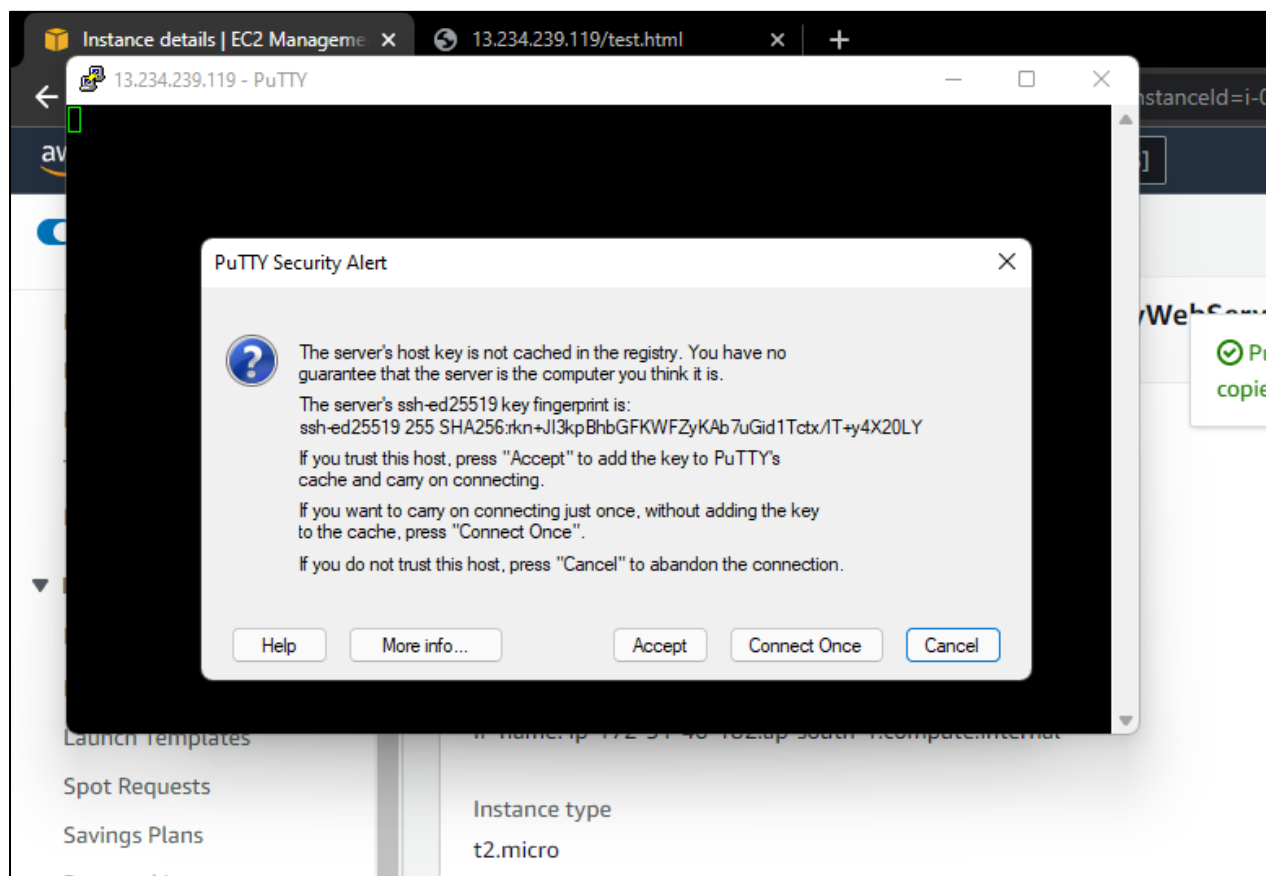 Instance details | EC2 Manageme
13.234.239.119/test.html
13.234.239.119 - PuTTY
nstanceId=i-0
aw
PuTTY Security Alert
The server's host key is not cached in the registry. You have no
guarantee that the server is the computer you think it is.
The server's ssh-ed25519 key fingerprint is:
ssh-ed25519 255 SHA256:rkn+JI3kpBhbGFKWFZyKAb7uGid1Tctx/IT+y4X20LY
If you trust this host, press "Accept" to add the key to PuTTY's
cache and carry on connecting.
If you want to carry on connecting just once, without adding the key
to the cache, press "Connect Once".
If you do not trust this host, press "Cancel" to abandon the connection.
Help
More info...
Accept
Connect Once
Cancel
yWebServ
copie
Launch Templates
Spot Requests
Savings Plans
Instance type
t2.micro